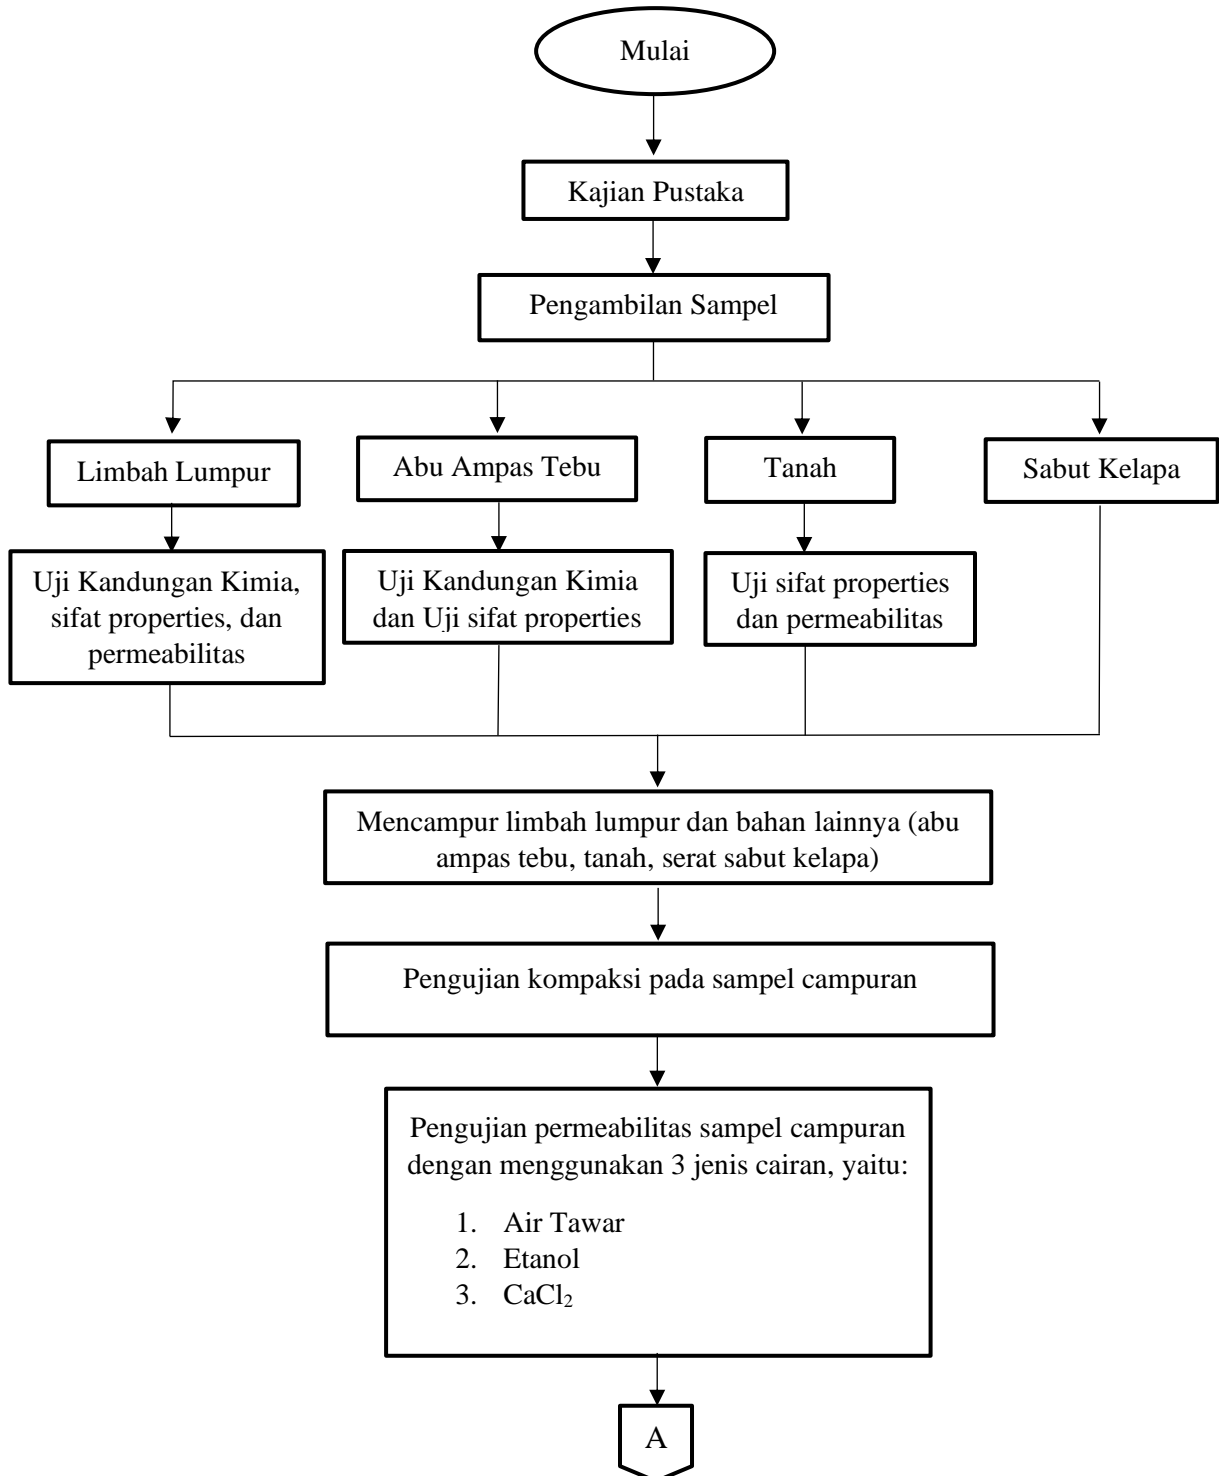 Mulai
Kajian Pustaka
Pengambilan Sampel
Limbah Lumpur
Abu Ampas Tebu
Tanah
Sabut Kelapa
Uji Kandungan Kimia,
sifat properties, dan
permeabilitas
Uji Kandungan Kimia
dan Uji sifat properties
Uji sifat properties
dan permeabilitas
Mencampur limbah lumpur dan bahan lainnya (abu
ampas tebu, tanah, serat sabut kelapa)
Pengujian kompaksi pada sampel campuran
Pengujian permeabilitas sampel campuran
dengan menggunakan 3 jenis cairan, yaitu:
1. Air Tawar
2. Etanol
3. CaCl₂
A